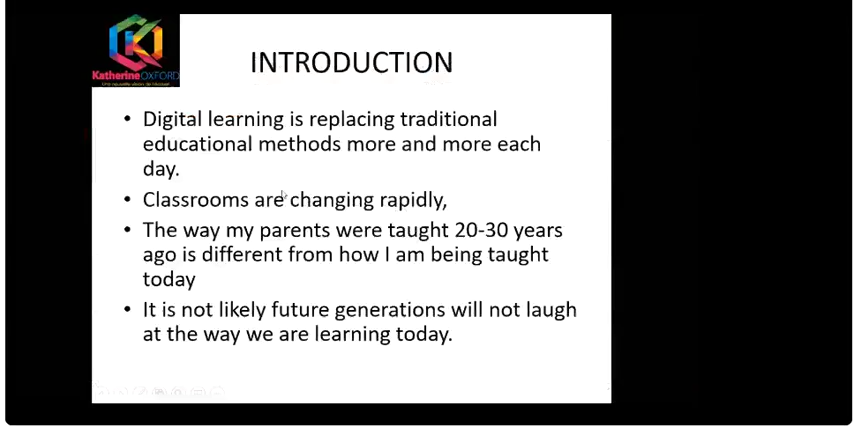 KatherineOXFORD
INTRODUCTION
• Digital learning is replacing traditional
educational methods more and more each
day.
• Classrooms are changing rapidly,
• The way my parents were taught 20-30 years
ago is different from how I am being taught
today
• It is not likely future generations will not laugh
at the way we are learning today.